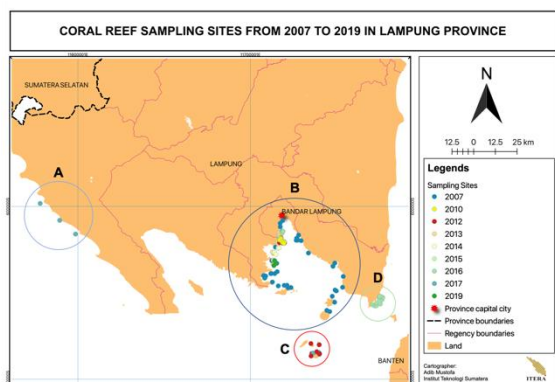 CORAL REEF SAMPLING SITES FROM 2007 TO 2019 IN LAMPUNG PROVINCE
SUMATERA SELATAN
A
LAMPUNG
B
BANDAR LAMPUNG
D
C
BANTEN
N
12.5 0 12.5 25 km
Legends
Sampling Sites
2007
2010
2012
2013
2014
2015
2016
2017
2019
Province capital city
Province boundaries
Regency boundaries
Land
Cartographer:
Adib Mustofa
Institut Teknologi Sumatera
ITERA